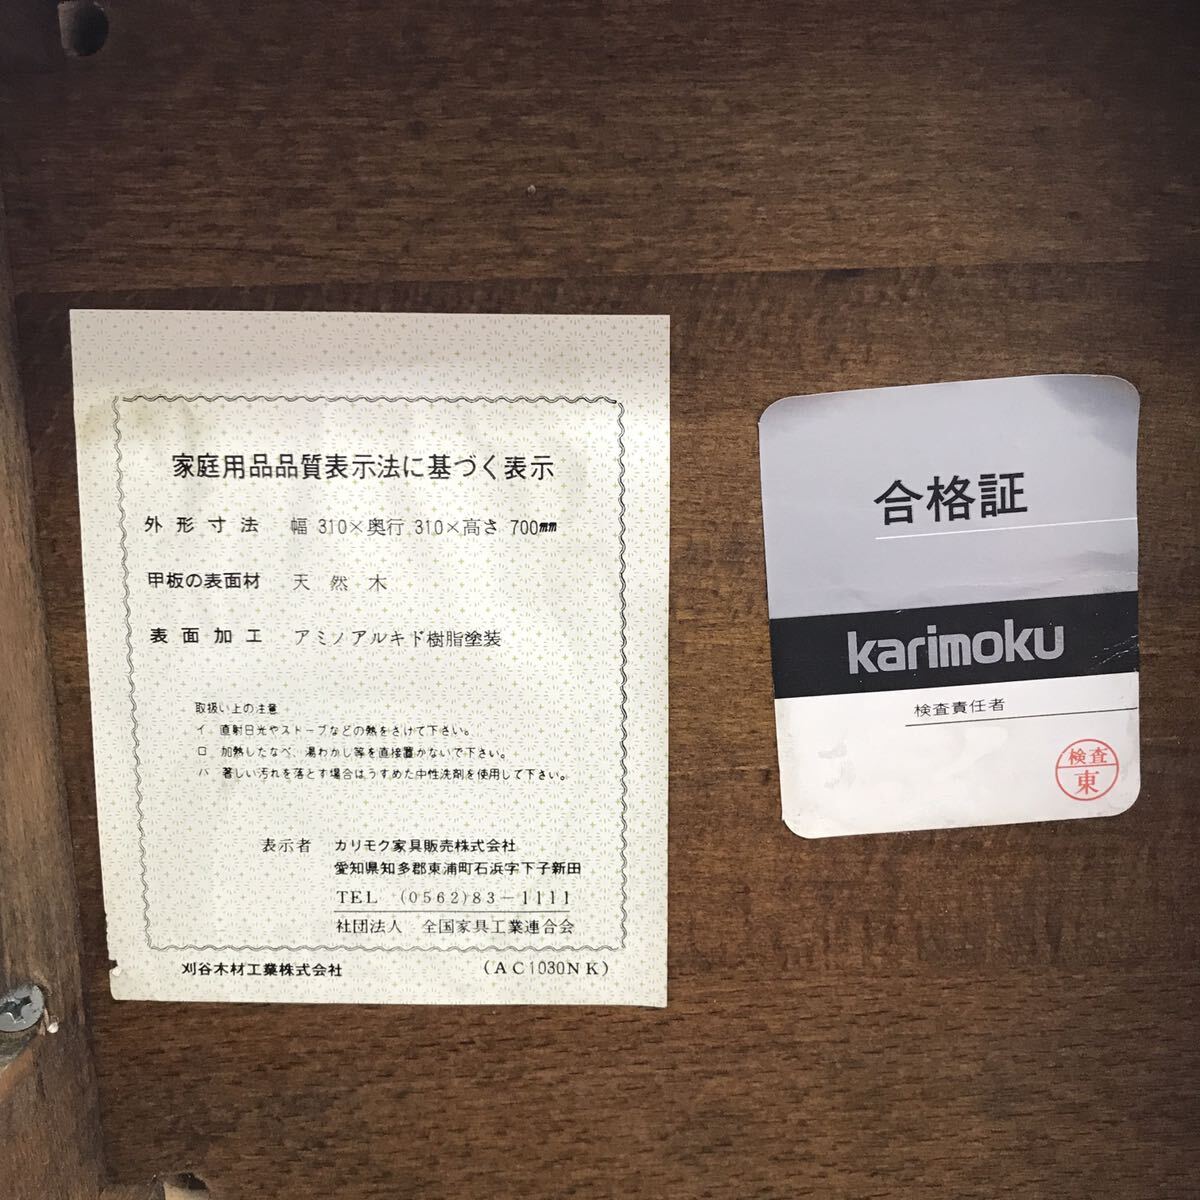 家庭用品品質表示法に基づく表示
外形寸法 幅 310×奥行 310×高さ 700mm
甲板の表面材 天然木
表面加工 アミノアルキド樹脂塗装
取扱い上の注意
イ 直射日光やストーブなどの熱をさけて下さい。
ロ 加熱したなべ、湯わかし等を直接置かないで下さい。
ハ 著しい汚れを落とす場合はうすめた中性洗剤を使用して下さい。
表示者 カリモク家具販売株式会社
愛知県知多郡東浦町石浜字下子新田
TEL (0562)83-1111
社団法人 全国家具工業連合会
刈谷木材工業株式会社 (AC1030NK)
合格証
karimoku
検査責任者
検査
東